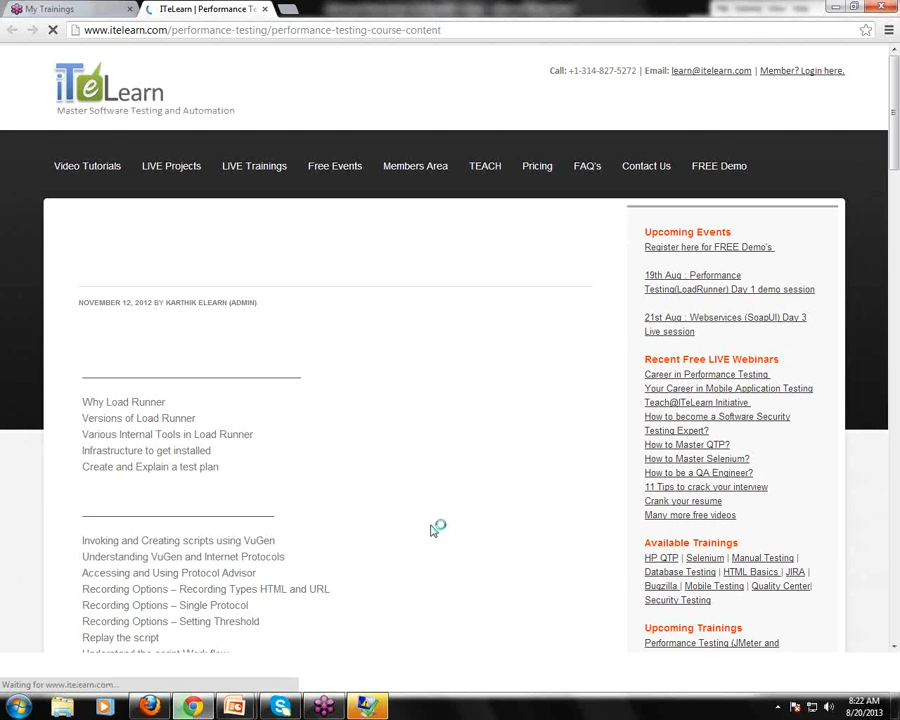 My Trainings
ITeLearn | Performance Te
www.itelearn.com/performance-testing/performance-testing-course-content
iTeLearn
Master Software Testing and Automation
Call: +1-314-827-5272 | Email: learn@itelearn.com | Member? Login here.
Video Tutorials LIVE Projects LIVE Trainings Free Events Members Area TEACH Pricing FAQ's Contact Us FREE Demo
NOVEMBER 12, 2012 BY KARTHIK ELEARN (ADMIN)
Why Load Runner
Versions of Load Runner
Various Internal Tools in Load Runner
Infrastructure to get installed
Create and Explain a test plan
Invoking and Creating scripts using VuGen
Understanding VuGen and Internet Protocols
Accessing and Using Protocol Advisor
Recording Options – Recording Types HTML and URL
Recording Options – Single Protocol
Recording Options – Setting Threshold
Replay the script
Understand the script Workflow
Upcoming Events
Register here for FREE Demo's
19th Aug : Performance
Testing(LoadRunner) Day 1 demo session
21st Aug : Webservices (SoapUI) Day 3
Live session
Recent Free LIVE Webinars
Career in Performance Testing
Your Career in Mobile Application Testing
Teach@ITeLearn Initiative
How to become a Software Security
Testing Expert?
How to Master QTP?
How to Master Selenium?
How to be a QA Engineer?
11 Tips to crack your interview
Crank your resume
Many more free videos
Available Trainings
HP QTP | Selenium | Manual Testing |
Database Testing | HTML Basics | JIRA |
Bugzilla | Mobile Testing | Quality Center|
Security Testing
Upcoming Trainings
Performance Testing (JMeter and
Waiting for www.itelearn.com...
8:22 AM
8/20/2013